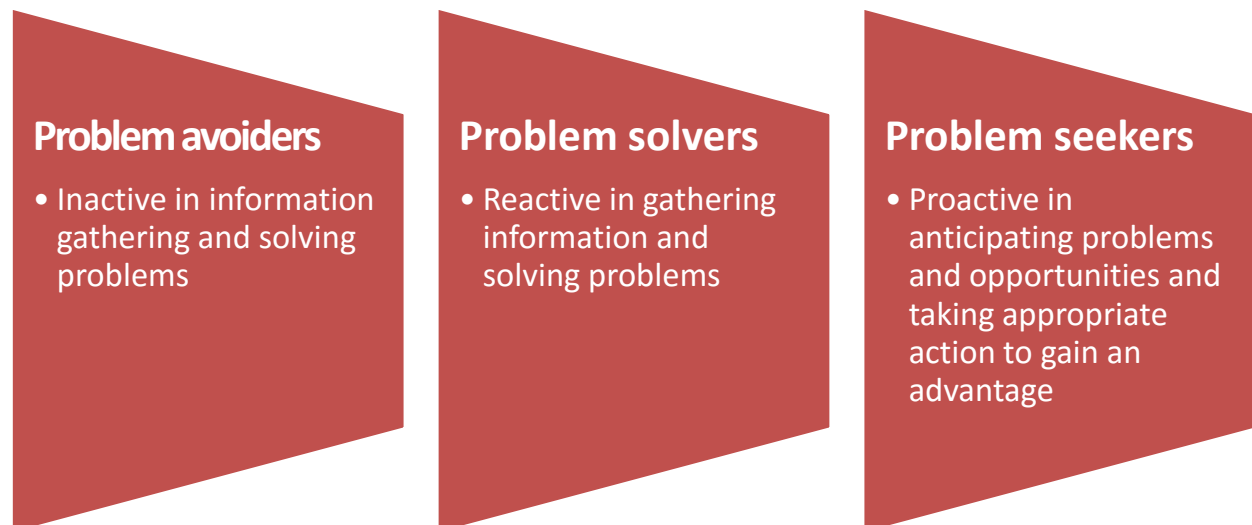 Problem avoiders
• Inactive in information
gathering and solving
problems
Problem solvers
• Reactive in gathering
information and
solving problems
Problem seekers
• Proactive in
anticipating problems
and opportunities and
taking appropriate
action to gain an
advantage